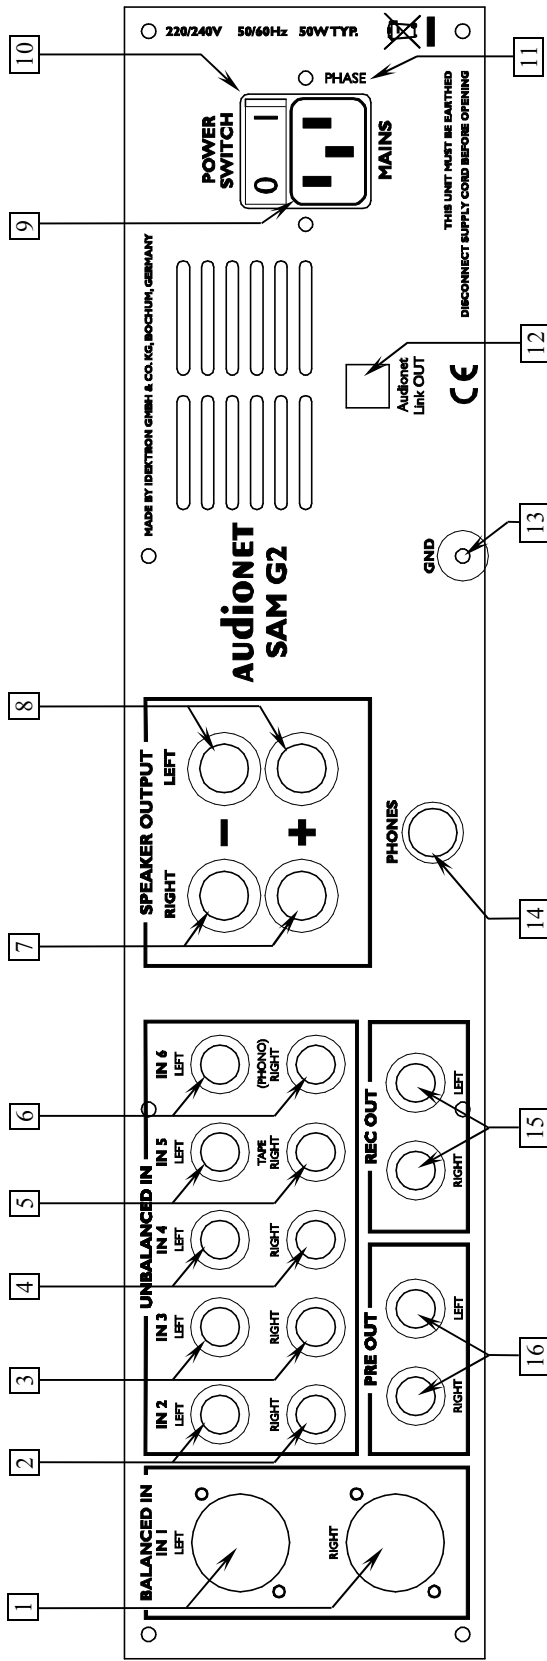 1
2
3
4
5
6
7
8
9
10
BALANCED IN
IN 1
LEFT
RIGHT
UNBALANCED IN
IN 2
IN 3
IN 4
IN 5
IN 6
LEFT
LEFT
LEFT
LEFT
LEFT
TAPE
(PHONO)
RIGHT
RIGHT
RIGHT
RIGHT
RIGHT
PRE OUT
RIGHT
LEFT
REC OUT
RIGHT
LEFT
SPEAKER OUTPUT
RIGHT
LEFT
–
+
PHONES
MADE BY IDEKTRON GMBH & CO. KG, BOCHUM, GERMANY
AUDIONET
SAM G2
GND
Audionet
Link OUT
CE
POWER
SWITCH
0
I
MAINS
220/240V 50/60Hz 50W TYP.
PHASE
THIS UNIT MUST BE EARTHED
DISCONNECT SUPPLY CORD BEFORE OPENING
16
15
14
13
12
11